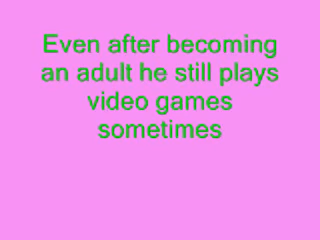 Even after becoming
an adult he still plays
video games
sometimes